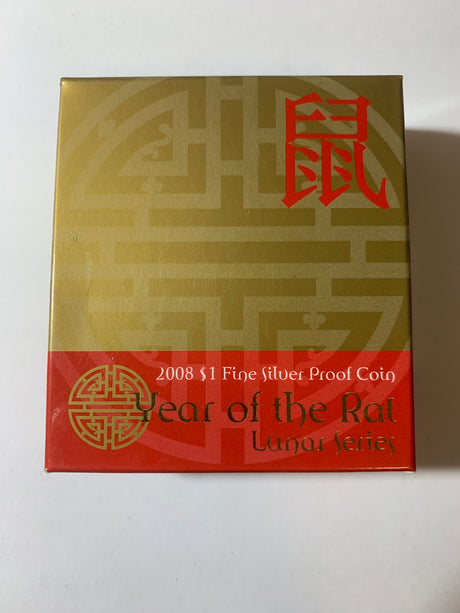 鼠
2008 $1 Fine Silver Proof Coin
Year of the Rat
Lunar Series